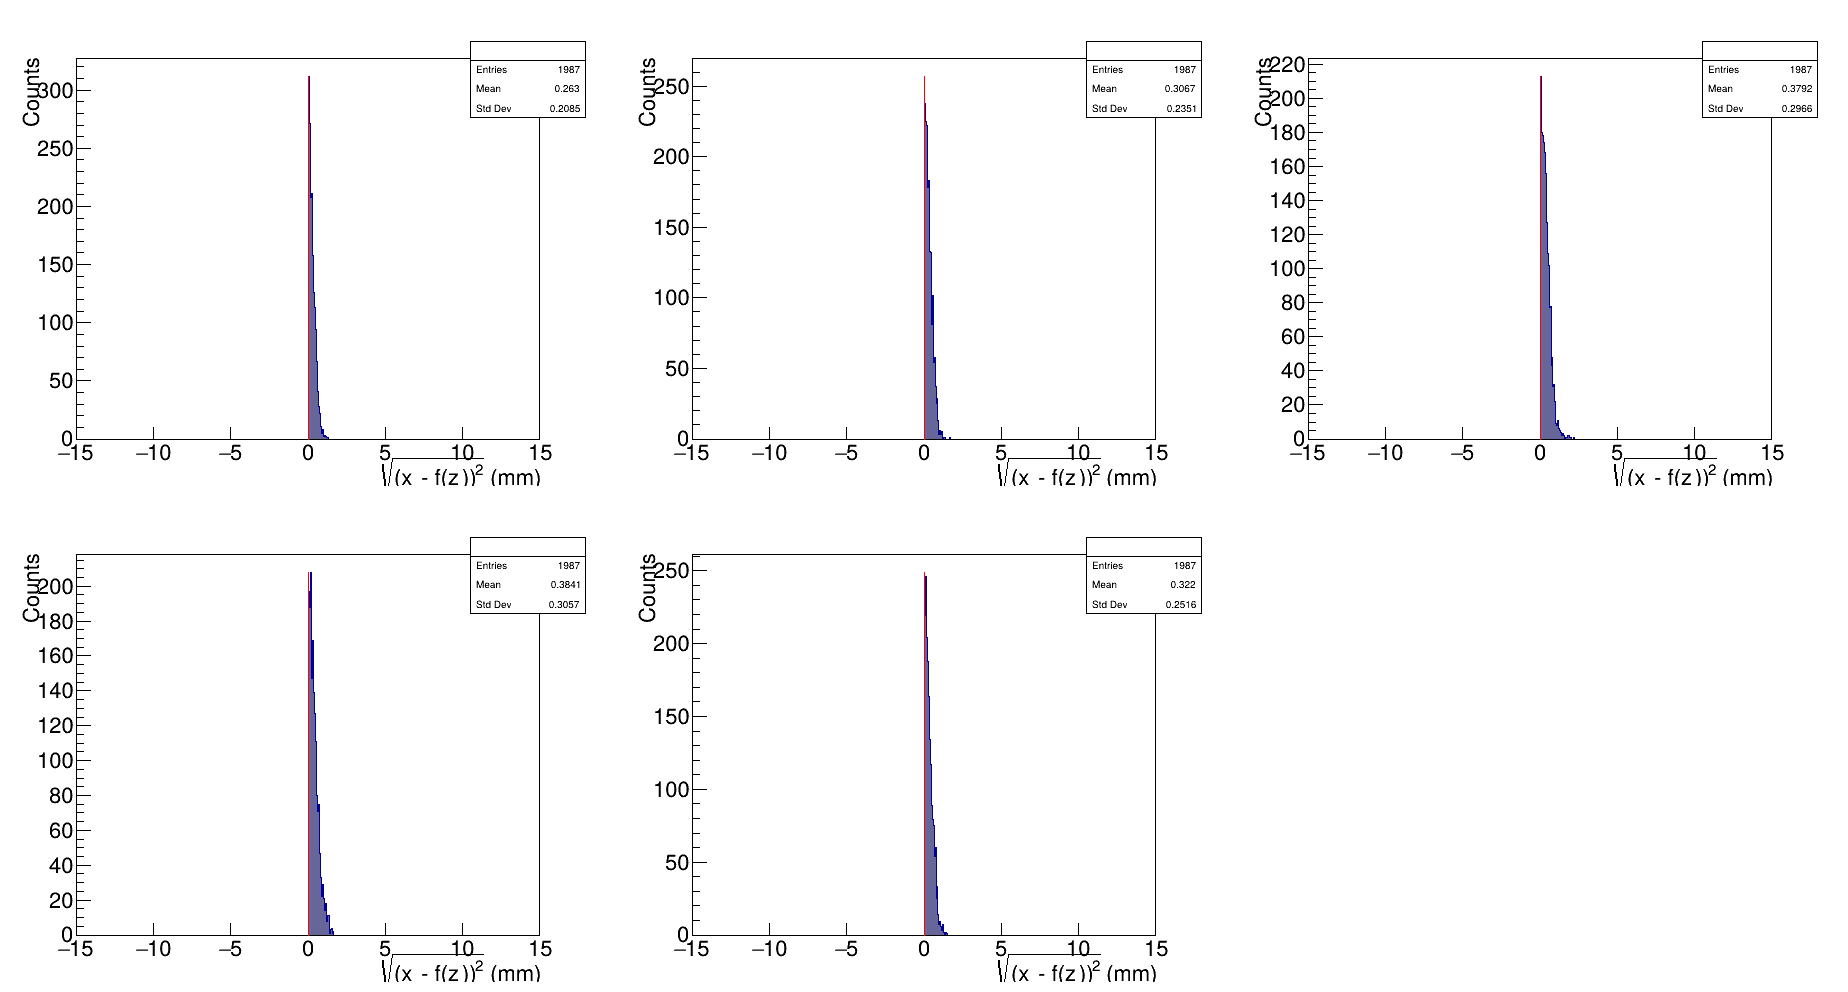 Counts
Entries 1987
Mean 0.263
Std Dev 0.2085
300
250
200
150
100
50
0
−15 −10 −5 0 5 10 15
√(x - f(z))² (mm)
Counts
Entries 1987
Mean 0.3067
Std Dev 0.2351
250
200
150
100
50
0
−15 −10 −5 0 5 10 15
√(x - f(z))² (mm)
Counts
Entries 1987
Mean 0.3792
Std Dev 0.2966
220
200
180
160
140
120
100
80
60
40
20
0
−15 −10 −5 0 5 10 15
√(x - f(z))² (mm)
Counts
Entries 1987
Mean 0.3841
Std Dev 0.3057
200
180
160
140
120
100
80
60
40
20
0
−15 −10 −5 0 5 10 15
√(x - f(z))² (mm)
Counts
Entries 1987
Mean 0.322
Std Dev 0.2516
250
200
150
100
50
0
−15 −10 −5 0 5 10 15
√(x - f(z))² (mm)